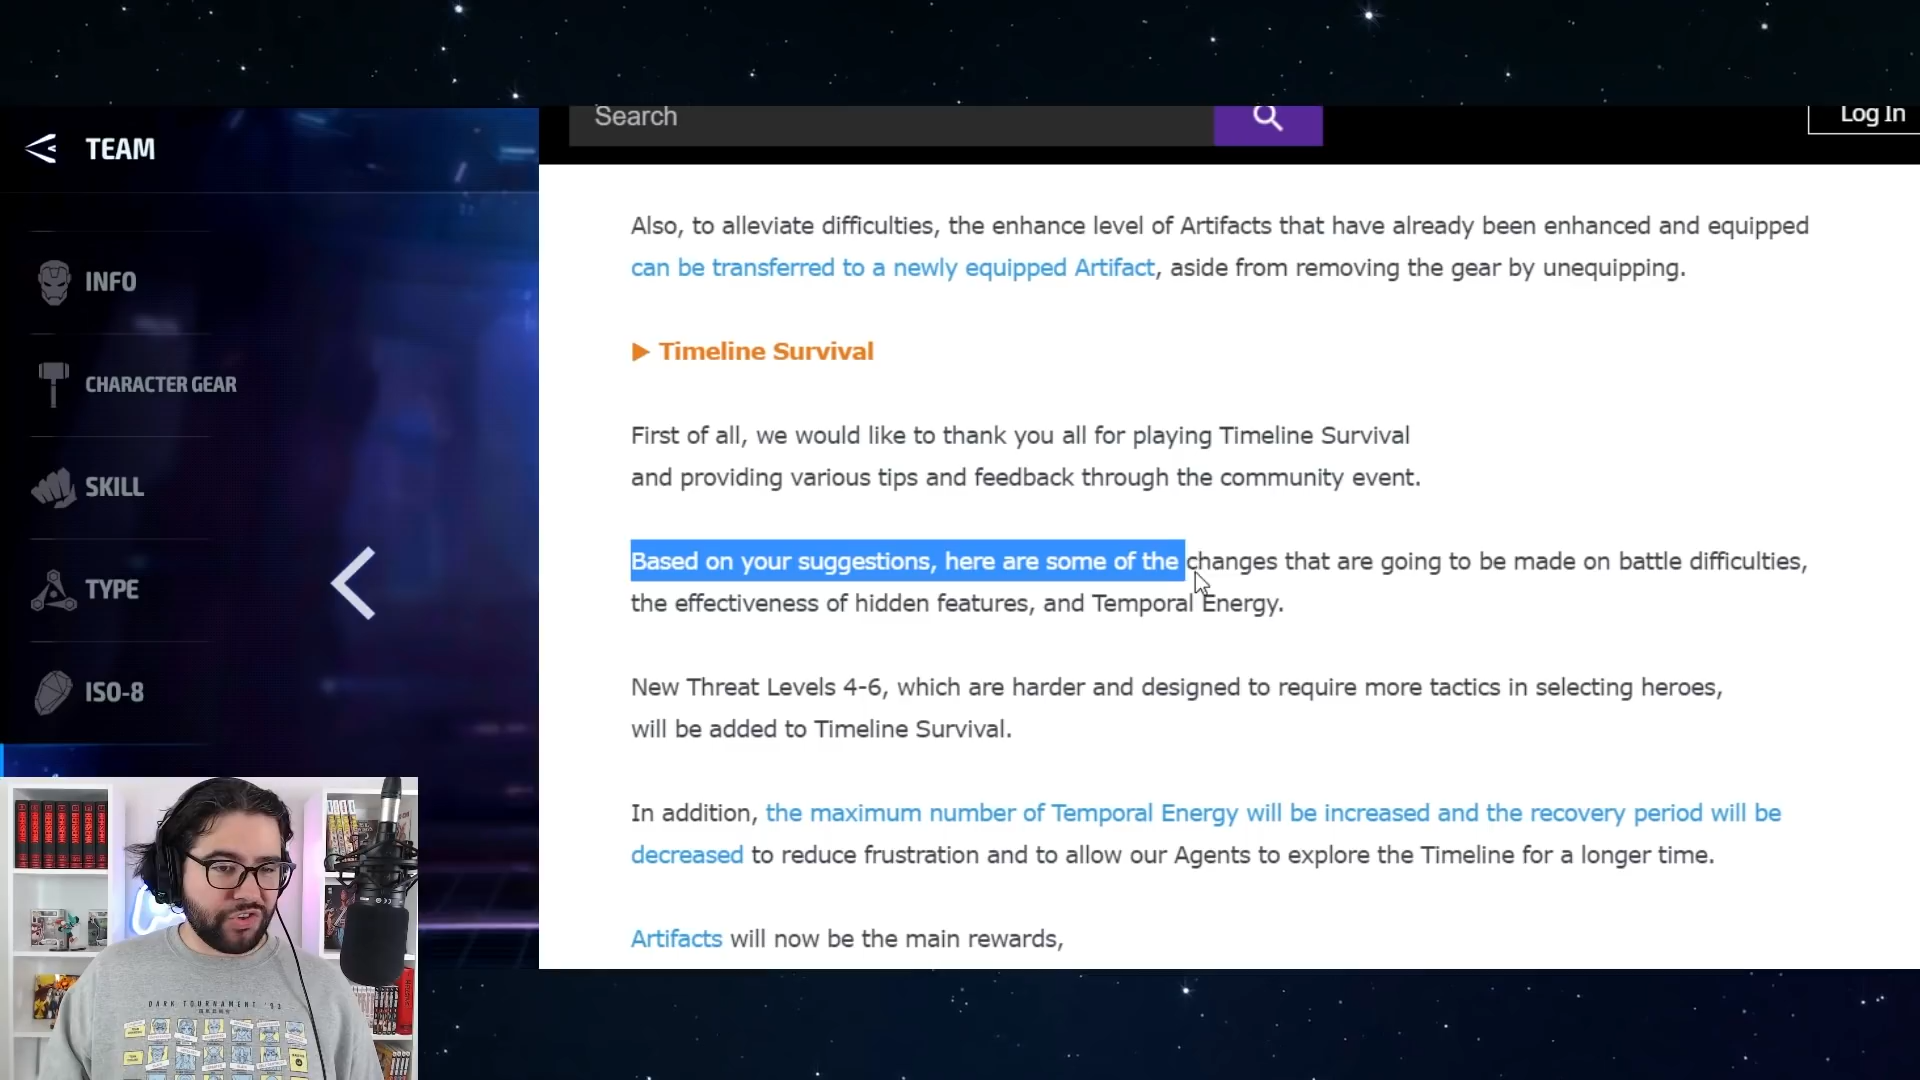 TEAM
INFO
CHARACTER GEAR
SKILL
TYPE
ISO-8
Search
Log In
Also, to alleviate difficulties, the enhance level of Artifacts that have already been enhanced and equipped
can be transferred to a newly equipped Artifact, aside from removing the gear by unequipping.
▶ Timeline Survival
First of all, we would like to thank you all for playing Timeline Survival
and providing various tips and feedback through the community event.
Based on your suggestions, here are some of the changes that are going to be made on battle difficulties,
the effectiveness of hidden features, and Temporal Energy.
New Threat Levels 4-6, which are harder and designed to require more tactics in selecting heroes,
will be added to Timeline Survival.
In addition, the maximum number of Temporal Energy will be increased and the recovery period will be
decreased to reduce frustration and to allow our Agents to explore the Timeline for a longer time.
Artifacts will now be the main rewards,
DARK TOURNAMENT '93